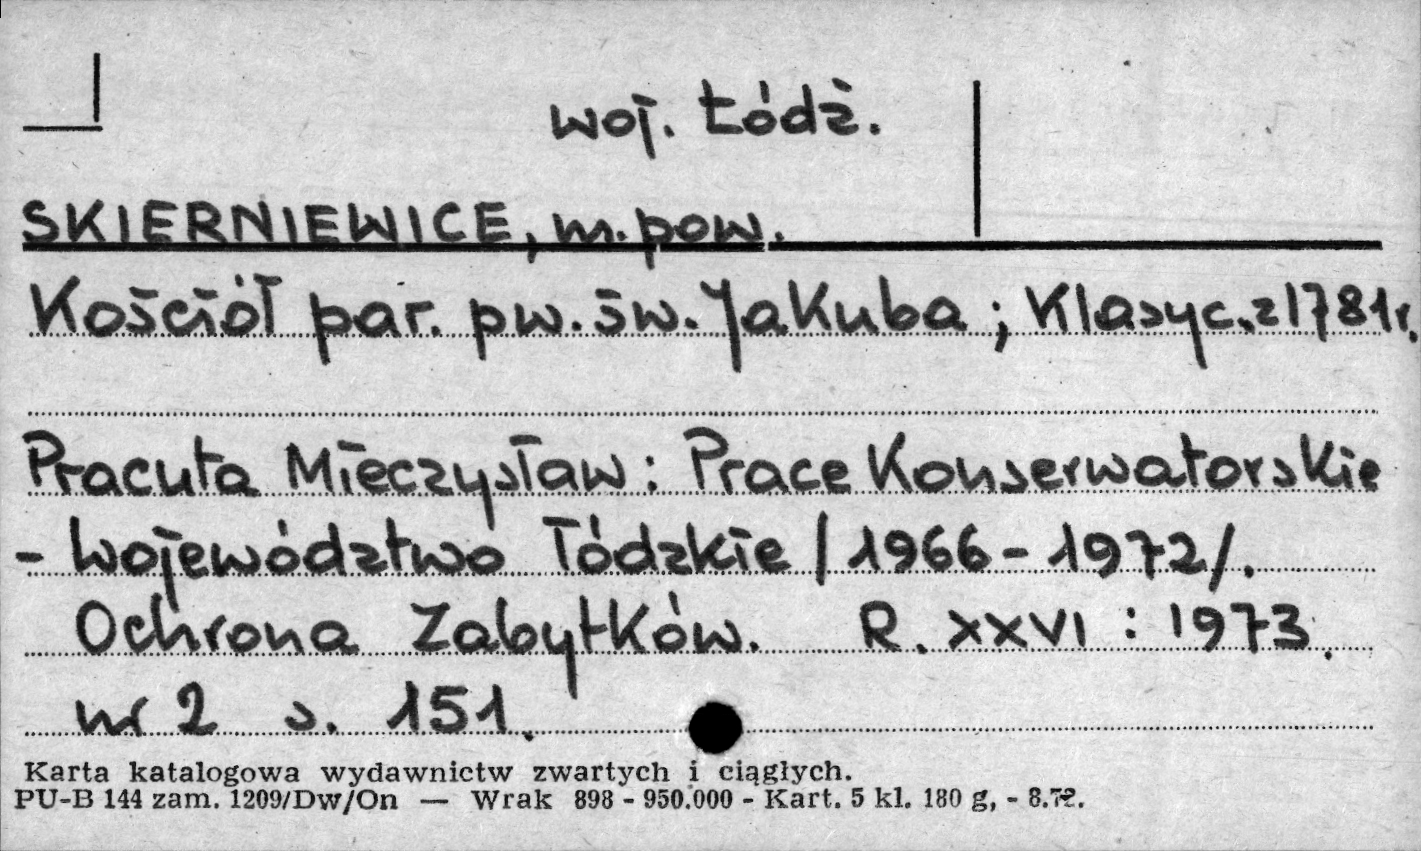 woj. Łódź.
SKIERNIEWICE, m. pow.
Kościół par. pw. św. Jakuba ; Klasyc. z 1781 r.
Pracuta Mieczysław : Prace Konserwatorskie
- województwo łódzkie / 1966 - 1972 /.
Ochrona Zabytków. R. XXVI : 1973.
nr 2 s. 151.
Karta katalogowa wydawnictw zwartych i ciągłych.
PU-B 144 zam. 1209/Dw/On — Wrak 898 - 950.000 - Kart. 5 kl. 180 g, - 8.72.